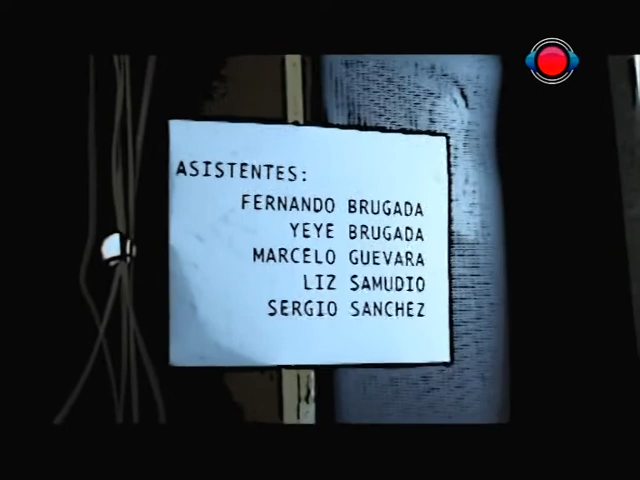 ASISTENTES:
FERNANDO BRUGADA
YEYE BRUGADA
MARCELO GUEVARA
LIZ SAMUDIO
SERGIO SANCHEZ